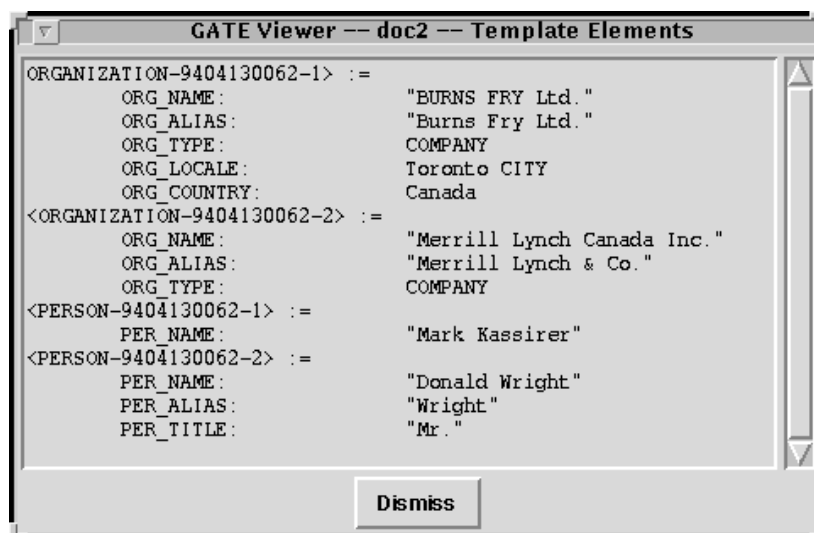 GATE Viewer -- doc2 -- Template Elements
ORGANIZATION-9404130062-1> :=
ORG_NAME: "BURNS FRY Ltd."
ORG_ALIAS: "Burns Fry Ltd."
ORG_TYPE: COMPANY
ORG_LOCALE: Toronto CITY
ORG_COUNTRY: Canada
<ORGANIZATION-9404130062-2> :=
ORG_NAME: "Merrill Lynch Canada Inc."
ORG_ALIAS: "Merrill Lynch & Co."
ORG_TYPE: COMPANY
<PERSON-9404130062-1> :=
PER_NAME: "Mark Kassirer"
<PERSON-9404130062-2> :=
PER_NAME: "Donald Wright"
PER_ALIAS: "Wright"
PER_TITLE: "Mr."
Dismiss